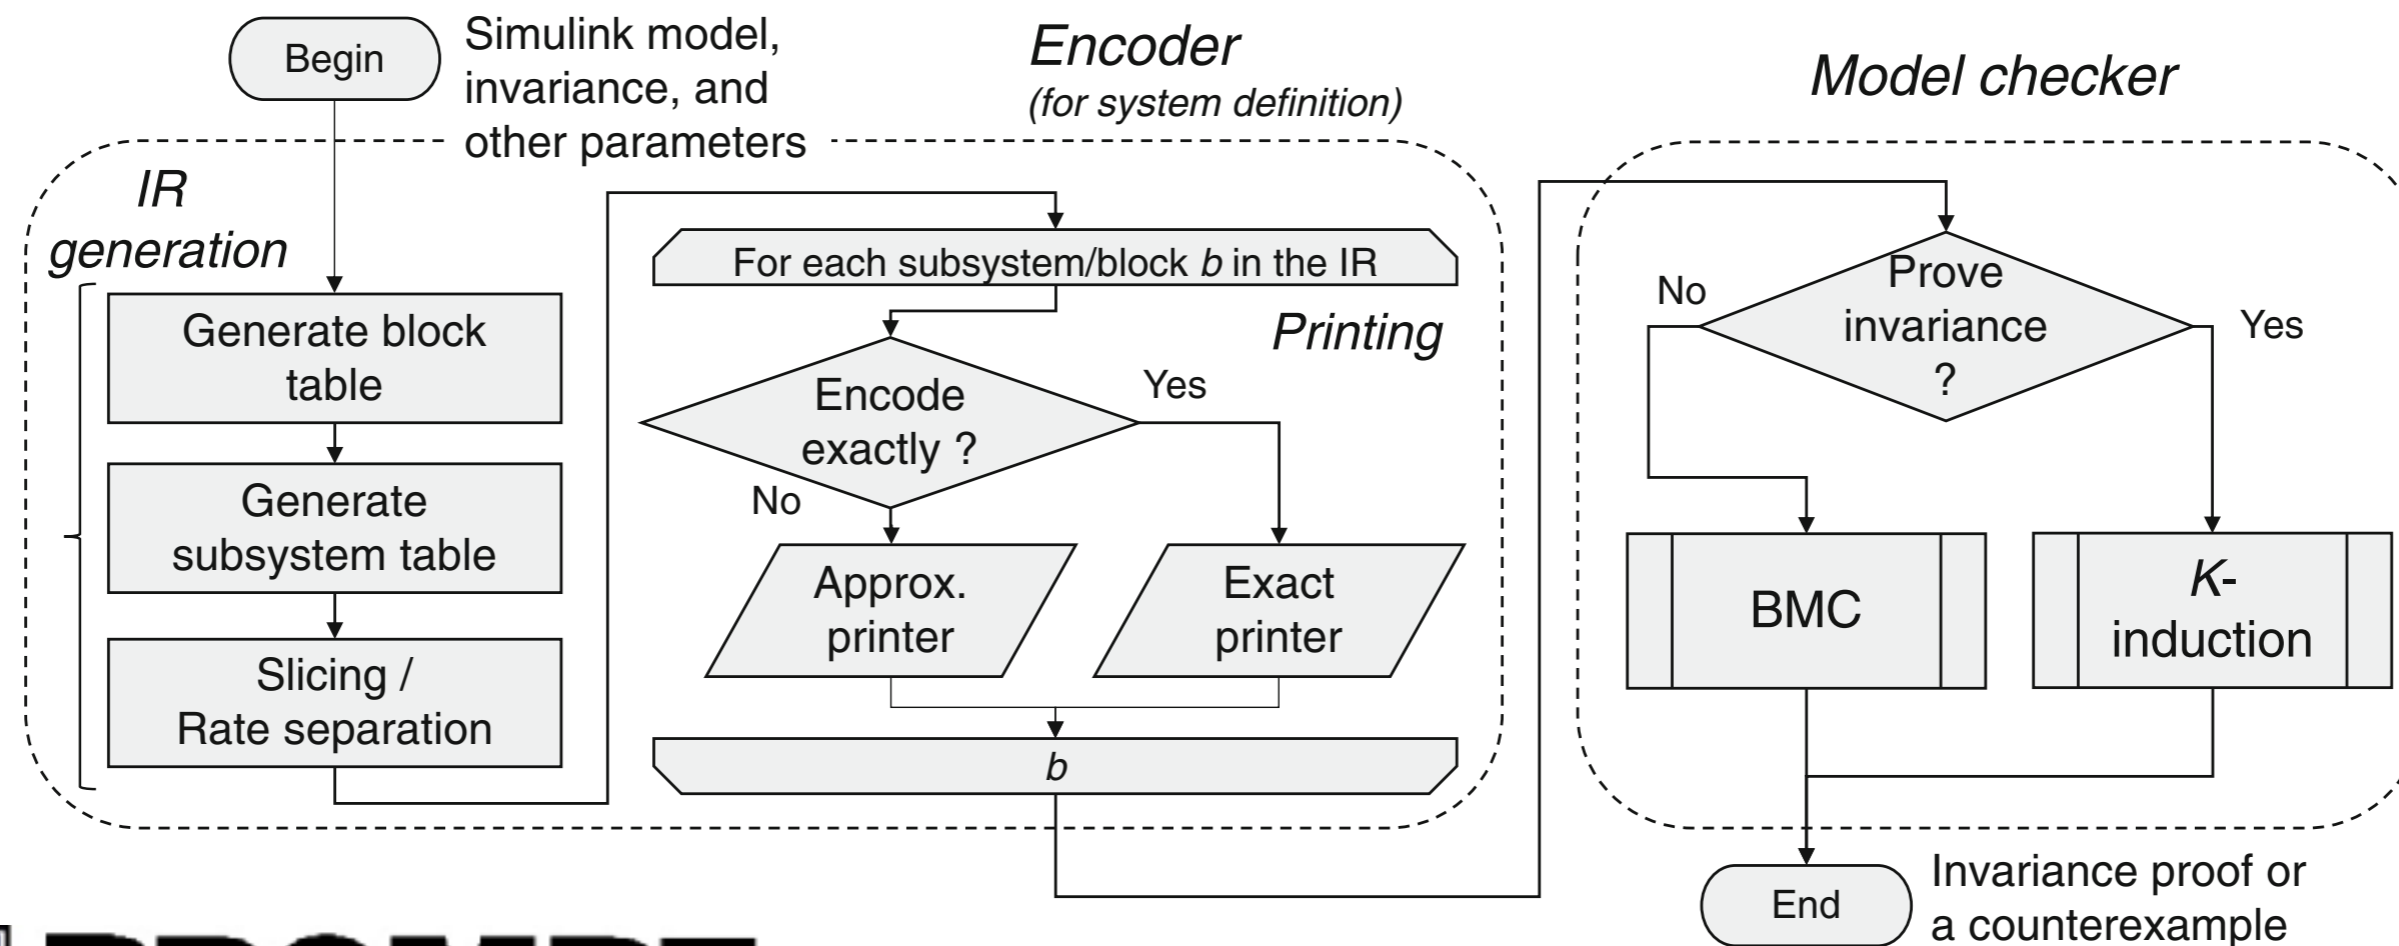 Begin
Simulink model,
invariance, and
other parameters
Encoder
(for system definition)
Model checker
IR
generation
Generate block
table
Generate
subsystem table
Slicing /
Rate separation
For each subsystem/block b in the IR
Printing
Encode
exactly ?
Yes
No
Approx.
printer
Exact
printer
b
Prove
invariance
?
No
Yes
BMC
K-
induction
End
Invariance proof or
a counterexample